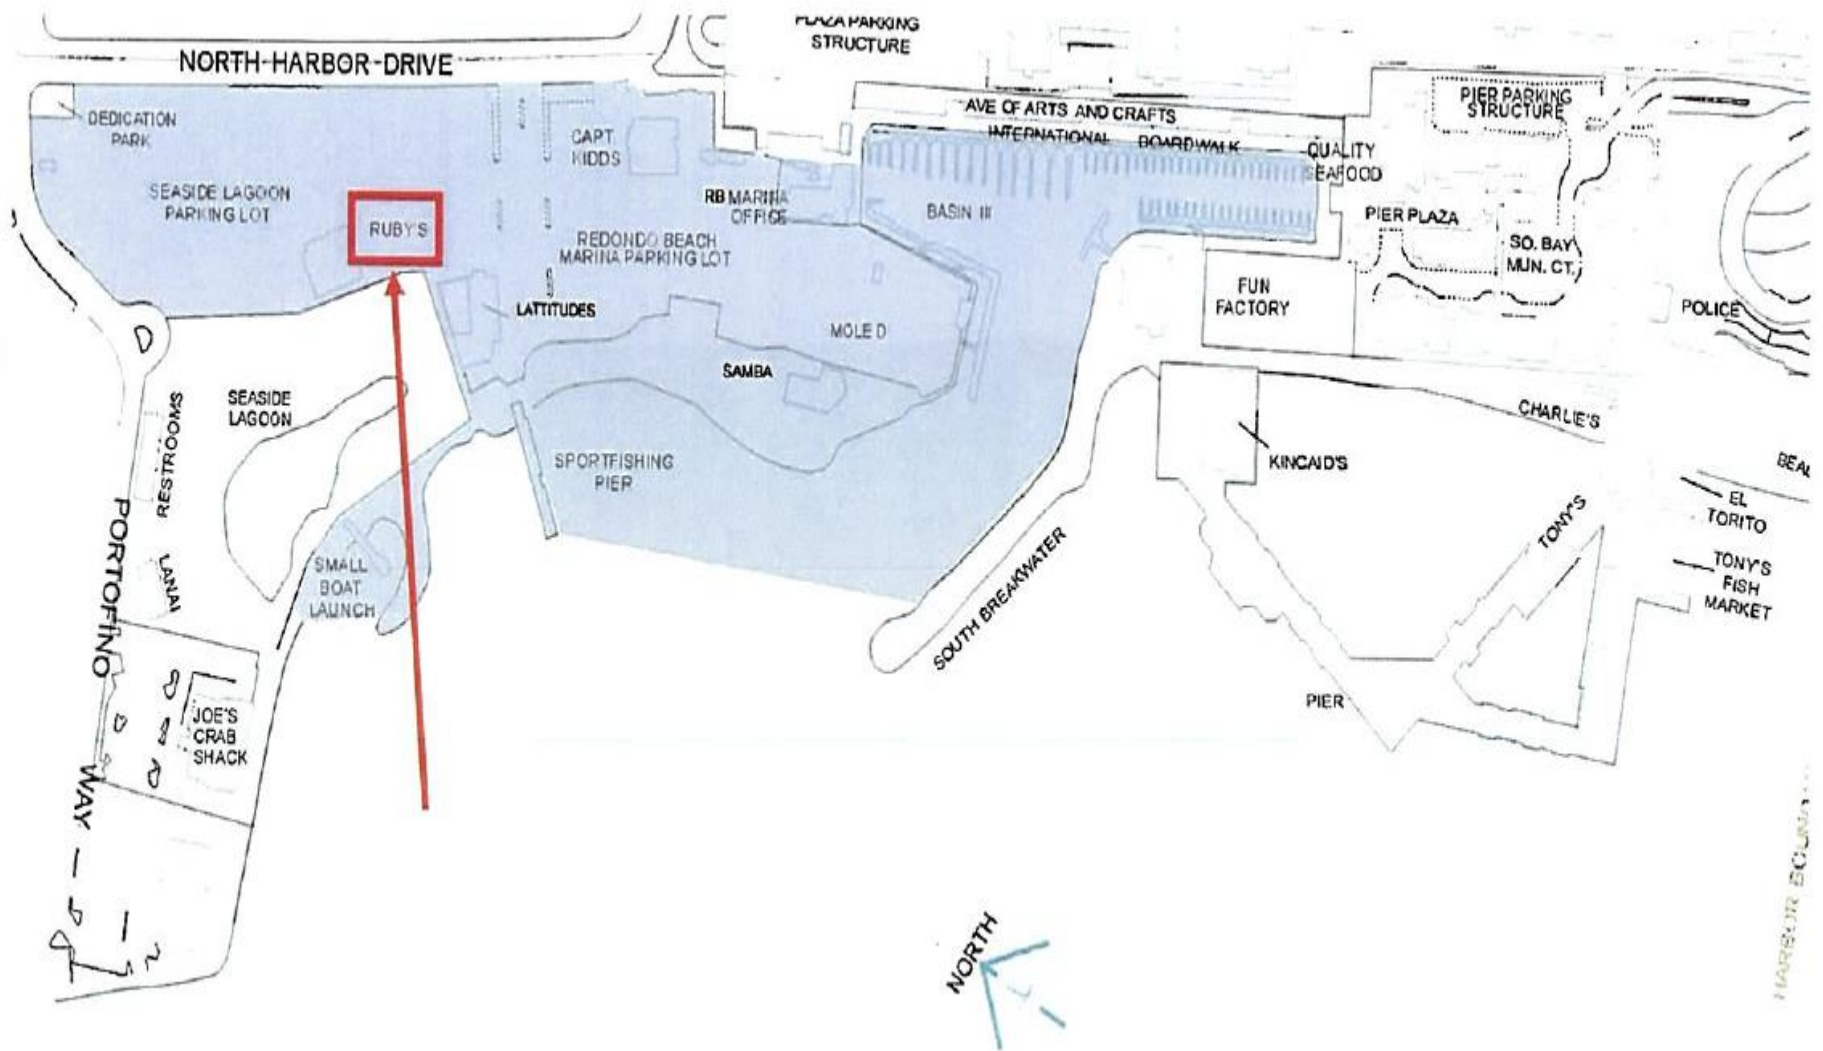 PLAZA PARKING
STRUCTURE
NORTH HARBOR DRIVE
DEDICATION
PARK
CAPT
KIDDS
AVE OF ARTS AND CRAFTS
INTERNATIONAL BOARDWALK
PIER PARKING
STRUCTURE
QUALITY
SEAFOOD
SEASIDE LAGOON
PARKING LOT
RUBY'S
RB MARINA
OFFICE
BASIN III
PIER PLAZA
REDONDO BEACH
MARINA PARKING LOT
SO. BAY
MUN. CT.
FUN
FACTORY
POLICE
LATTITUDES
MOLE D
SAMBA
SEASIDE
LAGOON
RESTROOMS
CHARLIE'S
KINCAID'S
SPORTFISHING
PIER
EL
TORITO
TONY'S
TONY'S
FISH
MARKET
PORTOFINO WAY
LANAI
SMALL
BOAT
LAUNCH
SOUTH BREAKWATER
PIER
JOE'S
CRAB
SHACK
NORTH
HARBOR